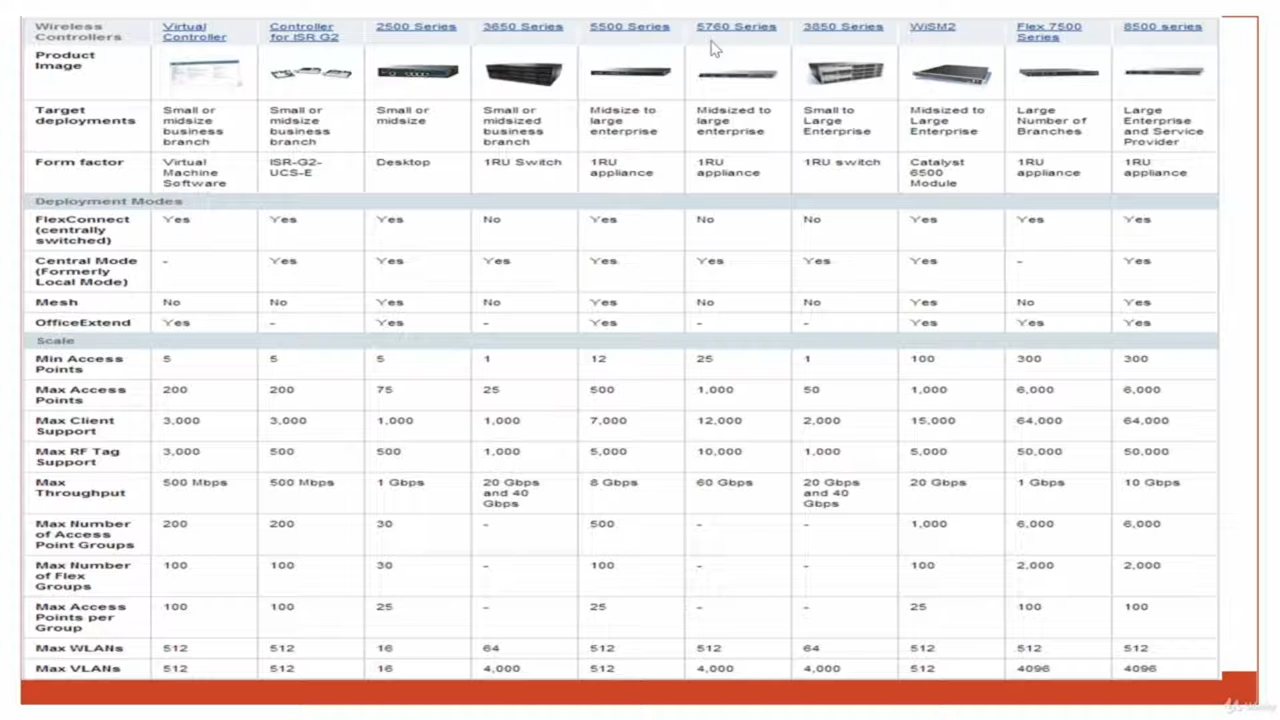 Wireless Controllers | Virtual Controller | Controller for ISR G2 | 2500 Series | 3650 Series | 5500 Series | 5760 Series | 3850 Series | WiSM2 | Flex 7500 Series | 8500 series
Product Image
Target deployments | Small or midsize business branch | Small or midsize business branch | Small or midsize | Small or midsized business branch | Midsize to large enterprise | Midsized to large enterprise | Small to Large Enterprise | Midsized to Large Enterprise | Large Number of Branches | Large Enterprise and Service Provider
Form factor | Virtual Machine Software | ISR-G2-UCS-E | Desktop | 1RU Switch | 1RU appliance | 1RU appliance | 1RU switch | Catalyst 6500 Module | 1RU appliance | 1RU appliance
Deployment Modes
FlexConnect (centrally switched) | Yes | Yes | Yes | No | Yes | No | No | Yes | Yes | Yes
Central Mode (Formerly Local Mode) | - | Yes | Yes | Yes | Yes | Yes | Yes | Yes | - | Yes
Mesh | No | No | Yes | No | Yes | No | No | Yes | No | Yes
OfficeExtend | Yes | - | Yes | - | Yes | - | - | Yes | Yes | Yes
Scale
Min Access Points | 5 | 5 | 5 | 1 | 12 | 25 | 1 | 100 | 300 | 300
Max Access Points | 200 | 200 | 75 | 25 | 500 | 1,000 | 50 | 1,000 | 6,000 | 6,000
Max Client Support | 3,000 | 3,000 | 1,000 | 1,000 | 7,000 | 12,000 | 2,000 | 15,000 | 64,000 | 64,000
Max RF Tag Support | 3,000 | 500 | 500 | 1,000 | 5,000 | 10,000 | 1,000 | 5,000 | 50,000 | 50,000
Max Throughput | 500 Mbps | 500 Mbps | 1 Gbps | 20 Gbps and 40 Gbps | 8 Gbps | 60 Gbps | 20 Gbps and 40 Gbps | 20 Gbps | 1 Gbps | 10 Gbps
Max Number of Access Point Groups | 200 | 200 | 30 | - | 500 | - | - | 1,000 | 6,000 | 6,000
Max Number of Flex Groups | 100 | 100 | 30 | - | 100 | - | - | 100 | 2,000 | 2,000
Max Access Points per Group | 100 | 100 | 25 | - | 25 | - | - | 25 | 100 | 100
Max WLANs | 512 | 512 | 16 | 64 | 512 | 512 | 64 | 512 | 512 | 512
Max VLANs | 512 | 512 | 16 | 4,000 | 512 | 4,000 | 4,000 | 512 | 4096 | 4096